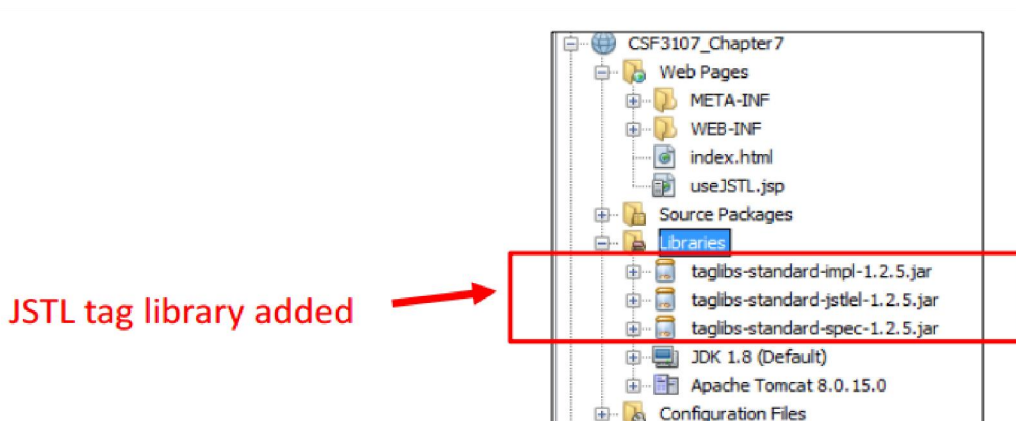 CSF3107_Chapter7
Web Pages
META-INF
WEB-INF
index.html
useJSTL.jsp
Source Packages
Libraries
taglibs-standard-impl-1.2.5.jar
taglibs-standard-jstlel-1.2.5.jar
taglibs-standard-spec-1.2.5.jar
JSTL tag library added
JDK 1.8 (Default)
Apache Tomcat 8.0.15.0
Configuration Files